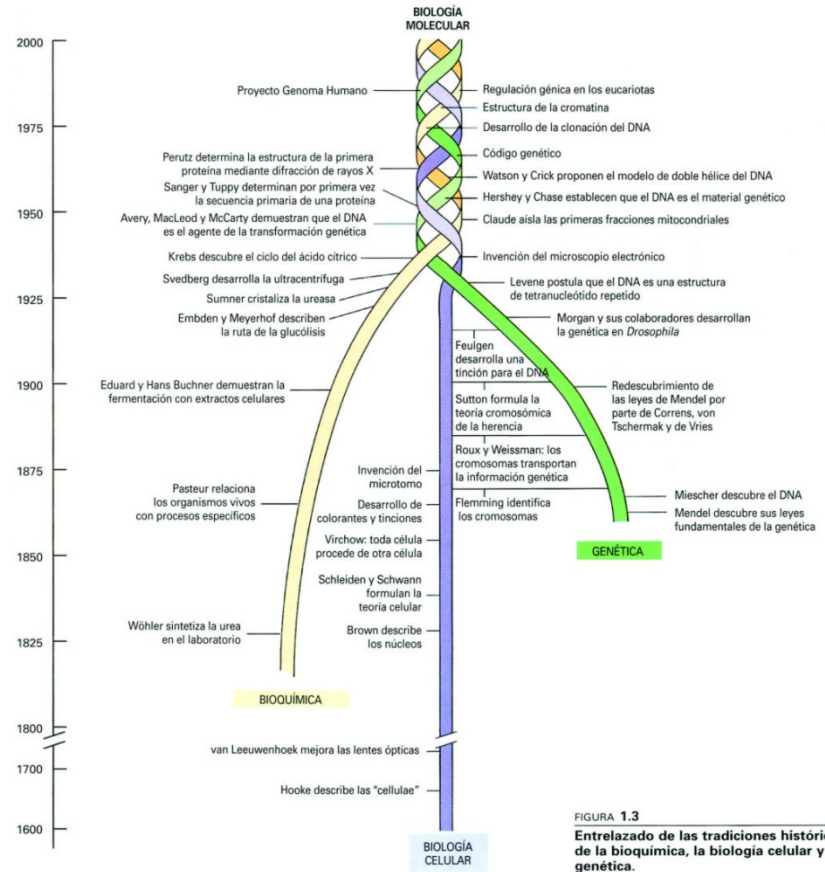 BIOLOGÍA
MOLECULAR
2000
Proyecto Genoma Humano
Regulación génica en los eucariotas
Estructura de la cromatina
1975
Desarrollo de la clonación del DNA
Perutz determina la estructura de la primera
proteína mediante difracción de rayos X
Código genético
Watson y Crick proponen el modelo de doble hélice del DNA
Sanger y Tuppy determinan por primera vez
la secuencia primaria de una proteína
Hershey y Chase establecen que el DNA es el material genético
1950
Avery, MacLeod y McCarty demuestran que el DNA
es el agente de la transformación genética
Claude aísla las primeras fracciones mitocondriales
Krebs descubre el ciclo del ácido cítrico
Invención del microscopio electrónico
Svedberg desarrolla la ultracentrífuga
Levene postula que el DNA es una estructura
de tetranucleótido repetido
1925
Sumner cristaliza la ureasa
Embden y Meyerhof describen
la ruta de la glucólisis
Morgan y sus colaboradores desarrollan
la genética en Drosophila
Feulgen
desarrolla una
tinción para el DNA
1900
Eduard y Hans Buchner demuestran la
fermentación con extractos celulares
Sutton formula la
teoría cromosómica
de la herencia
Redescubrimiento de
las leyes de Mendel por
parte de Correns, von
Tschermak y de Vries
1875
Roux y Weissman: los
cromosomas transportan
la información genética
Invención del
microtomo
Pasteur relaciona
los organismos vivos
con procesos específicos
Desarrollo de
colorantes y tinciones
Flemming identifica
los cromosomas
Miescher descubre el DNA
Mendel descubre sus leyes
fundamentales de la genética
1850
Virchow: toda célula
procede de otra célula
GENÉTICA
Schleiden y Schwann
formulan la
teoría celular
1825
Wöhler sintetiza la urea
en el laboratorio
Brown describe
los núcleos
BIOQUÍMICA
1800
van Leeuwenhoek mejora las lentes ópticas
1700
Hooke describe las "cellulae"
1600
BIOLOGÍA
CELULAR
FIGURA 1.3
Entrelazado de las tradiciones históric
de la bioquímica, la biología celular y
genética.